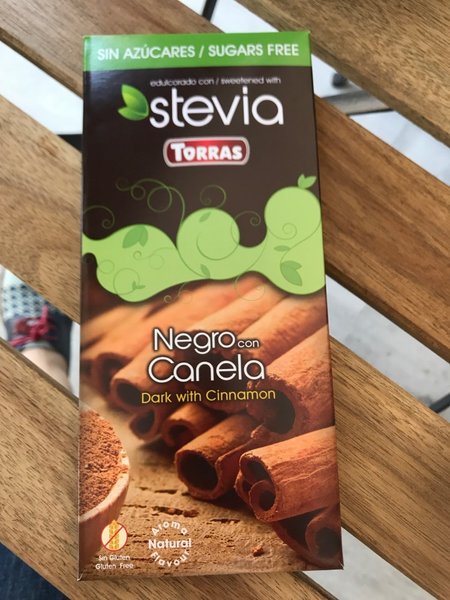 SIN AZÚCARES / SUGARS FREE
edulcorado con / sweetened with
stevia
TORRAS
Negro con
Canela
Dark with Cinnamon
Sin Gluten
Gluten Free
Aroma
Natural
Flavour